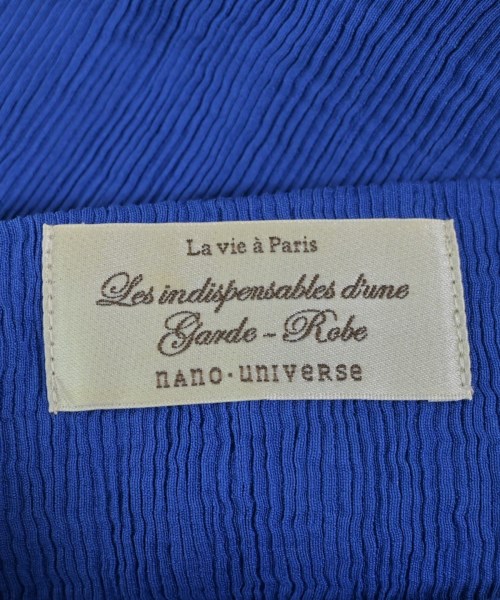 La vie à Paris
Les indispensables d'une
Garde - Robe
nano·universe